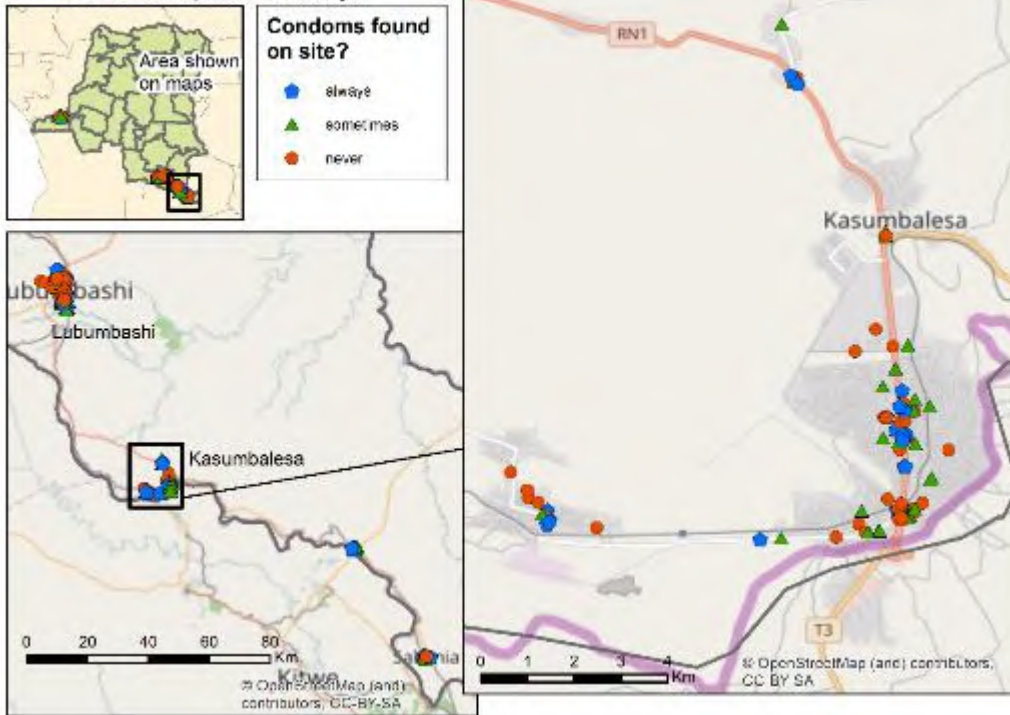 Area shown
on maps
Condoms found
on site?
always
sometimes
never
ubumbashi
Lubumbashi
Kasumbalesa
0 20 40 60 80
Km
Kitwe
© OpenStreetMap (and)
contributors, CC-BY-SA
RN1
Kasumbalesa
T3
0 1 2 3 4
Km
© OpenStreetMap (and) contributors,
CC BY SA